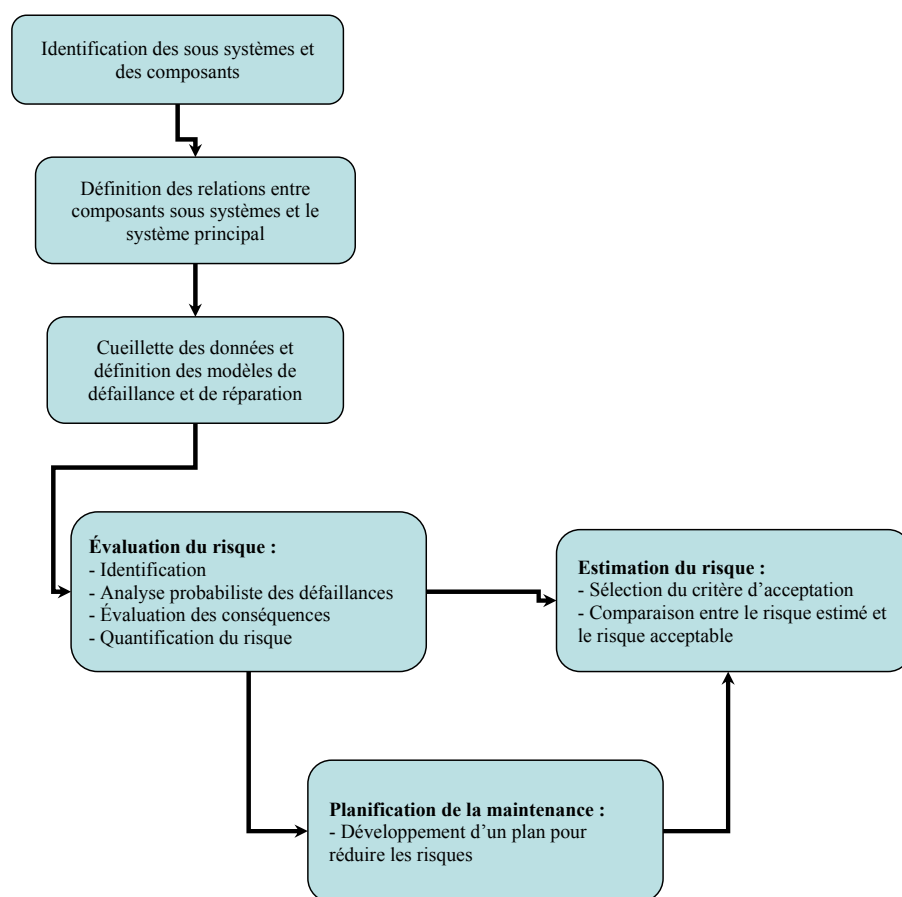 Identification des sous systèmes et
des composants
Définition des relations entre
composants sous systèmes et le
système principal
Cueillette des données et
définition des modèles de
défaillance et de réparation
Évaluation du risque :
- Identification
- Analyse probabiliste des défaillances
- Évaluation des conséquences
- Quantification du risque
Estimation du risque :
- Sélection du critère d’acceptation
- Comparaison entre le risque estimé et
le risque acceptable
Planification de la maintenance :
- Développement d’un plan pour
réduire les risques